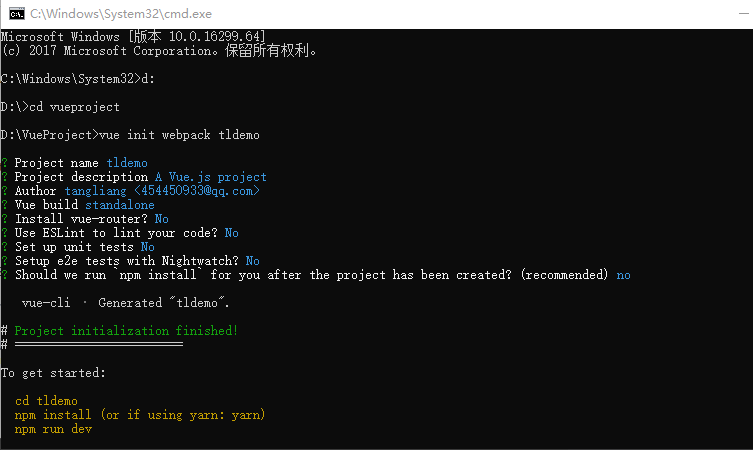 C:\Windows\System32\cmd.exe
Microsoft Windows [版本 10.0.16299.64]
(c) 2017 Microsoft Corporation。保留所有权利。
C:\Windows\System32>d:
D:\>cd vueproject
D:\VueProject>vue init webpack tldemo
? Project name tldemo
? Project description A Vue.js project
? Author tangliang <454450933@qq.com>
? Vue build standalone
? Install vue-router? No
? Use ESLint to lint your code? No
? Set up unit tests No
? Setup e2e tests with Nightwatch? No
? Should we run `npm install` for you after the project has been created? (recommended) no
vue-cli · Generated "tldemo".
# Project initialization finished!
# ========================
To get started:
cd tldemo
npm install (or if using yarn: yarn)
npm run dev